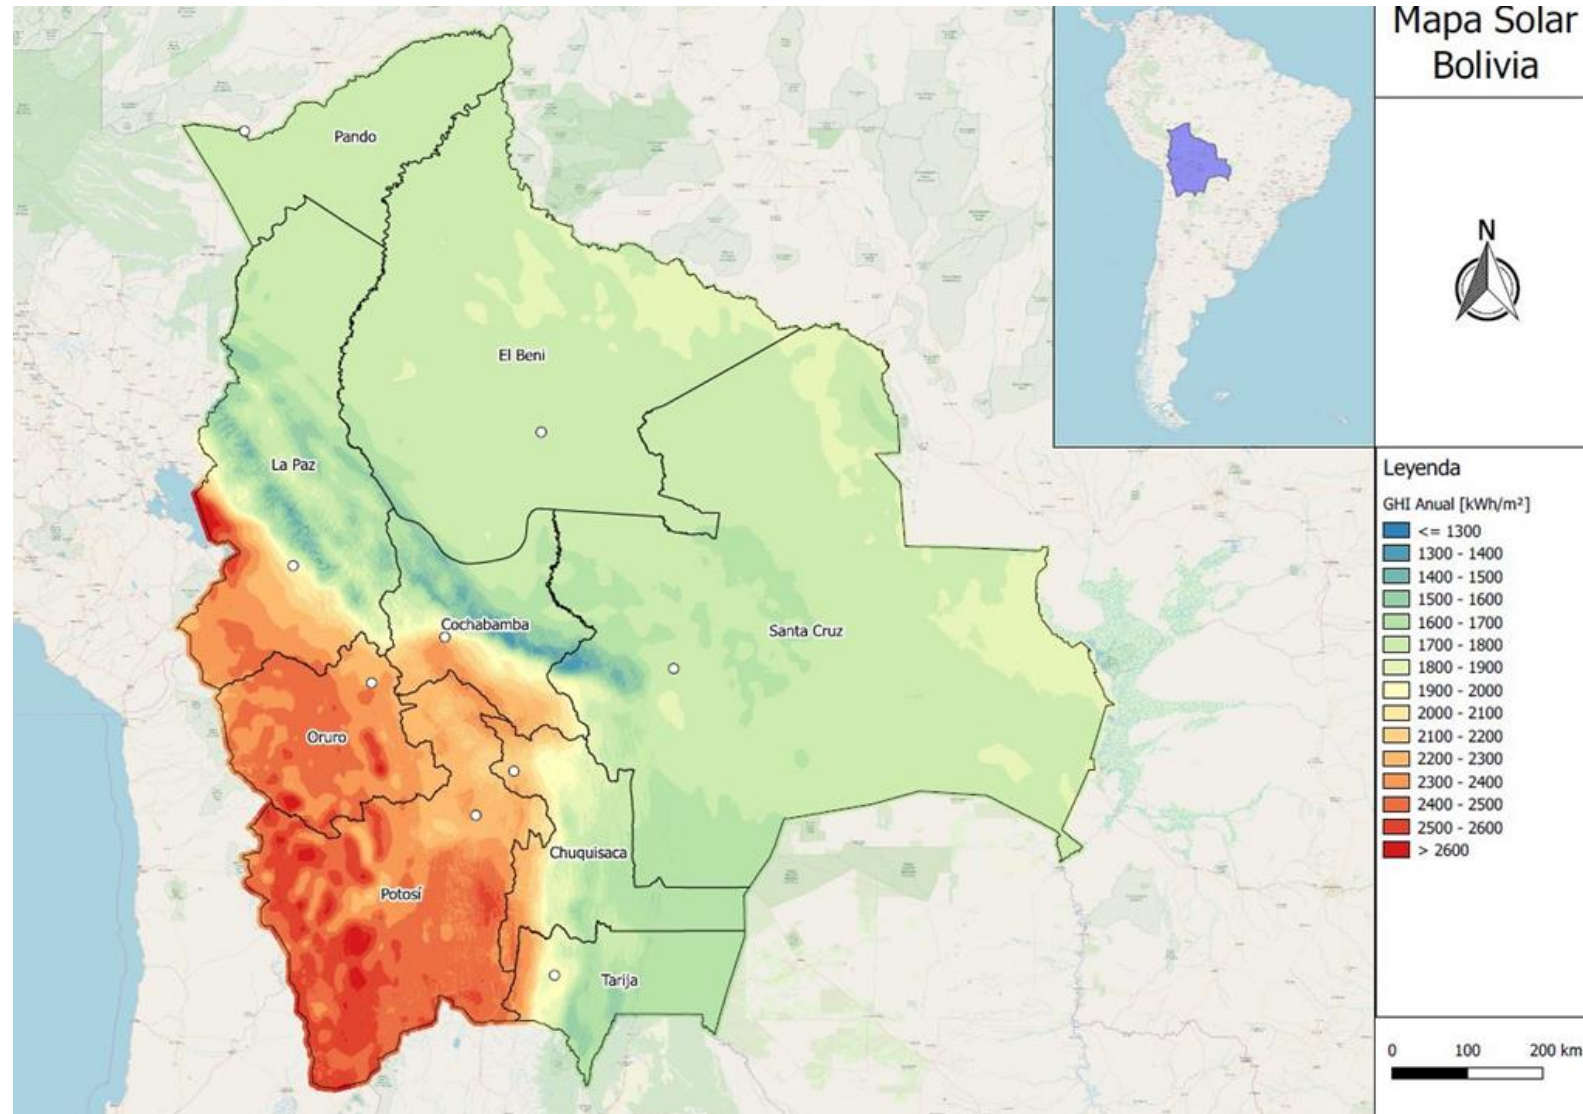 Mapa Solar
Bolivia
N
Pando
El Beni
La Paz
Cochabamba
Santa Cruz
Oruro
Chuquisaca
Potosí
Tarija
Leyenda
GHI Anual [kWh/m²]
<= 1300
1300 - 1400
1400 - 1500
1500 - 1600
1600 - 1700
1700 - 1800
1800 - 1900
1900 - 2000
2000 - 2100
2100 - 2200
2200 - 2300
2300 - 2400
2400 - 2500
2500 - 2600
> 2600
0 100 200 km